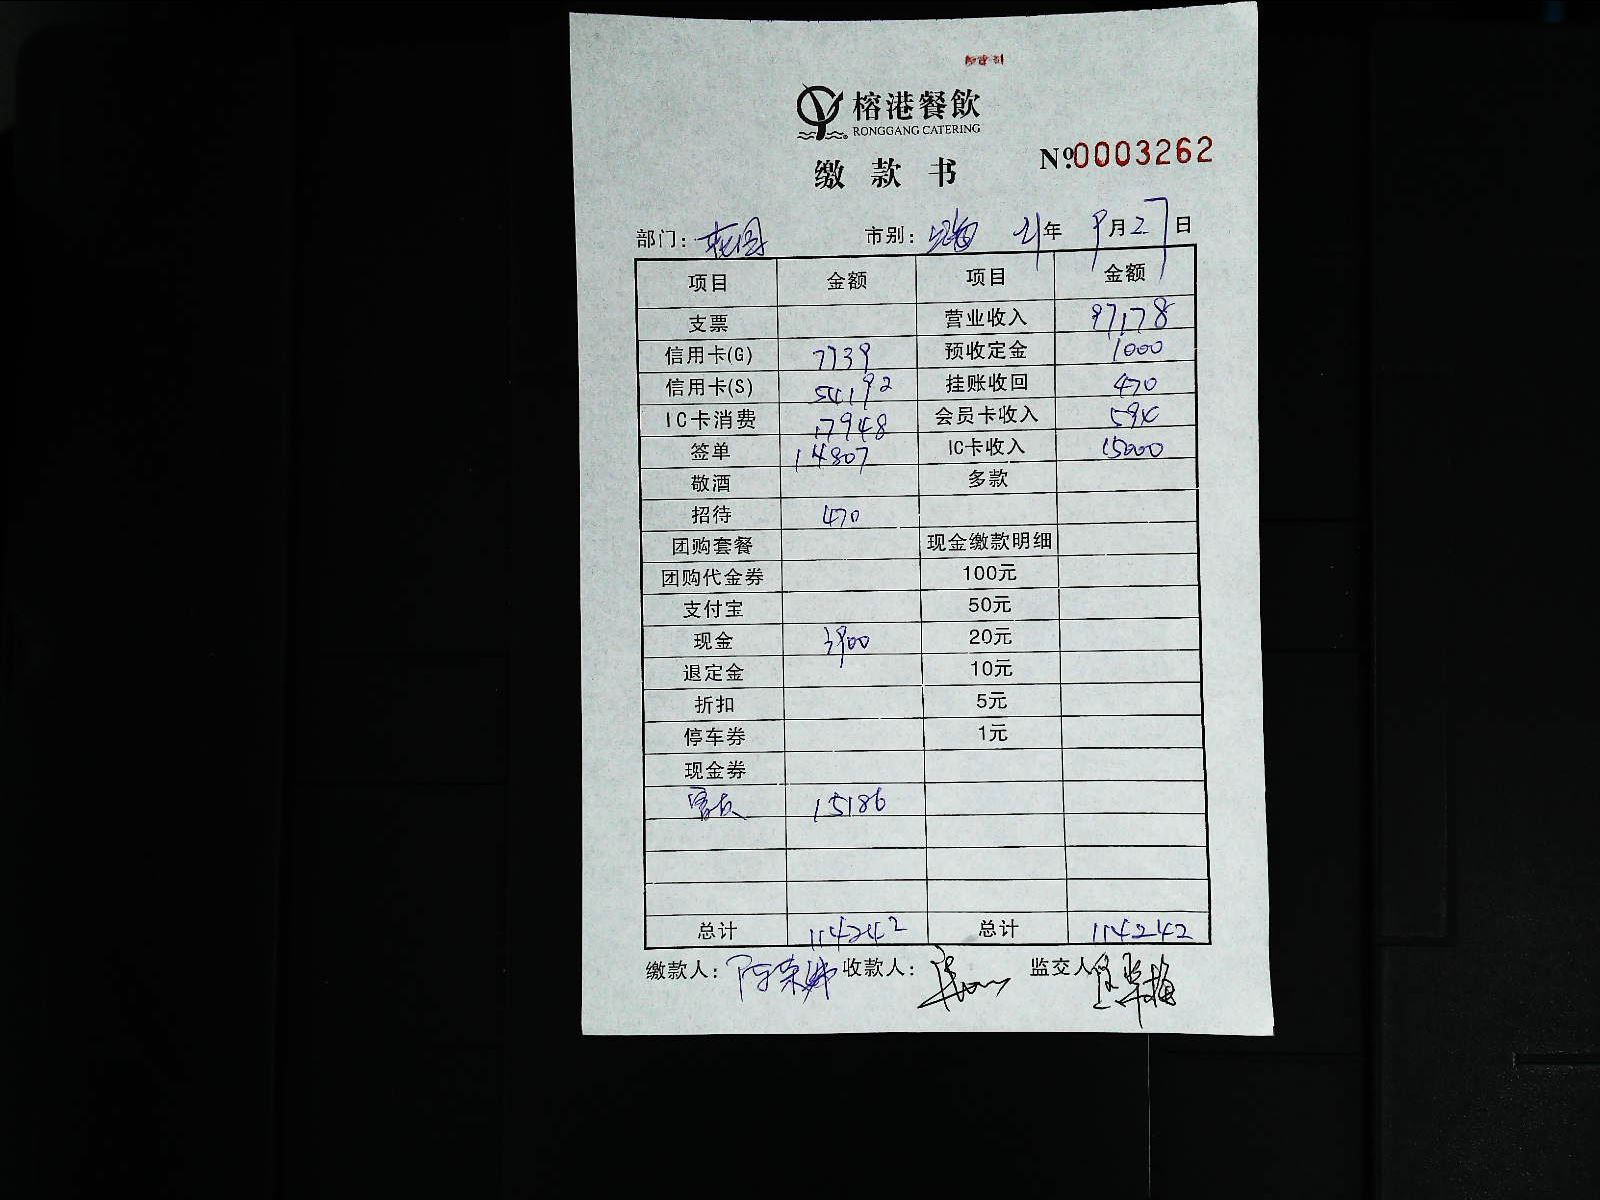 榕港餐飲
RONGGANG CATERING
缴款书 Nº.0003262
部门: 花园 市别: 21年 9月27日
项目 金额 项目 金额
支票 营业收入 97178
信用卡(G) 7739 预收定金 1000
信用卡(S) 54192 挂账收回 470
IC卡消费 17948 会员卡收入 594
签单 14807 IC卡收入 15000
敬酒 多款
招待 470
团购套餐 现金缴款明细
团购代金券 100元
支付宝 50元
现金 3900 20元
退定金 10元
折扣 5元
停车券 1元
现金券
15186
总计 114242 总计 114242
缴款人: 收款人: 监交人